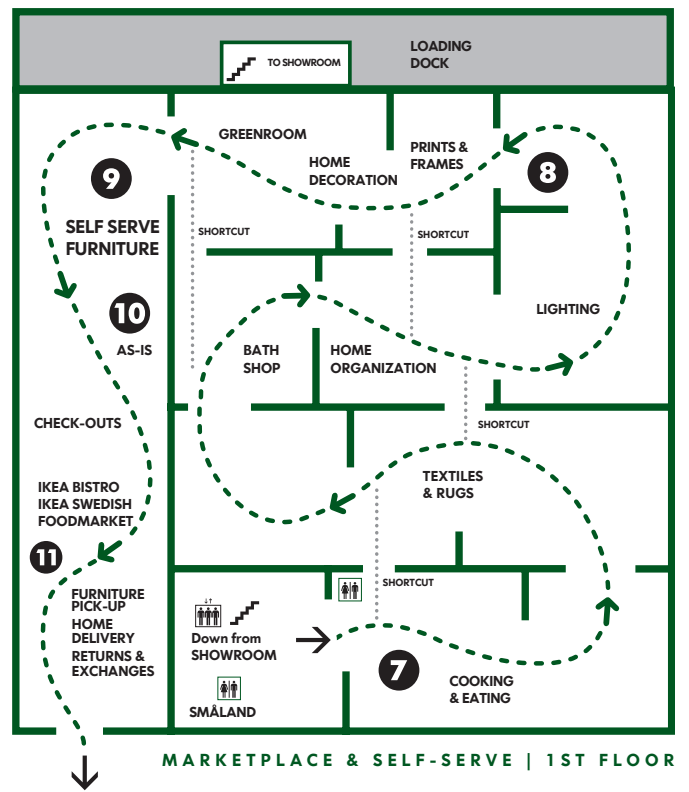 LOADING
DOCK
TO SHOWROOM
GREENROOM
HOME
DECORATION
PRINTS &
FRAMES
8
9
SELF SERVE
FURNITURE
SHORTCUT
SHORTCUT
10
AS-IS
LIGHTING
BATH
SHOP
HOME
ORGANIZATION
CHECK-OUTS
SHORTCUT
IKEA BISTRO
IKEA SWEDISH
FOODMARKET
TEXTILES
& RUGS
11
FURNITURE
PICK-UP
HOME
DELIVERY
RETURNS &
EXCHANGES
SHORTCUT
Down from
SHOWROOM
7
COOKING
& EATING
SMÅLAND
MARKETPLACE & SELF-SERVE | 1ST FLOOR